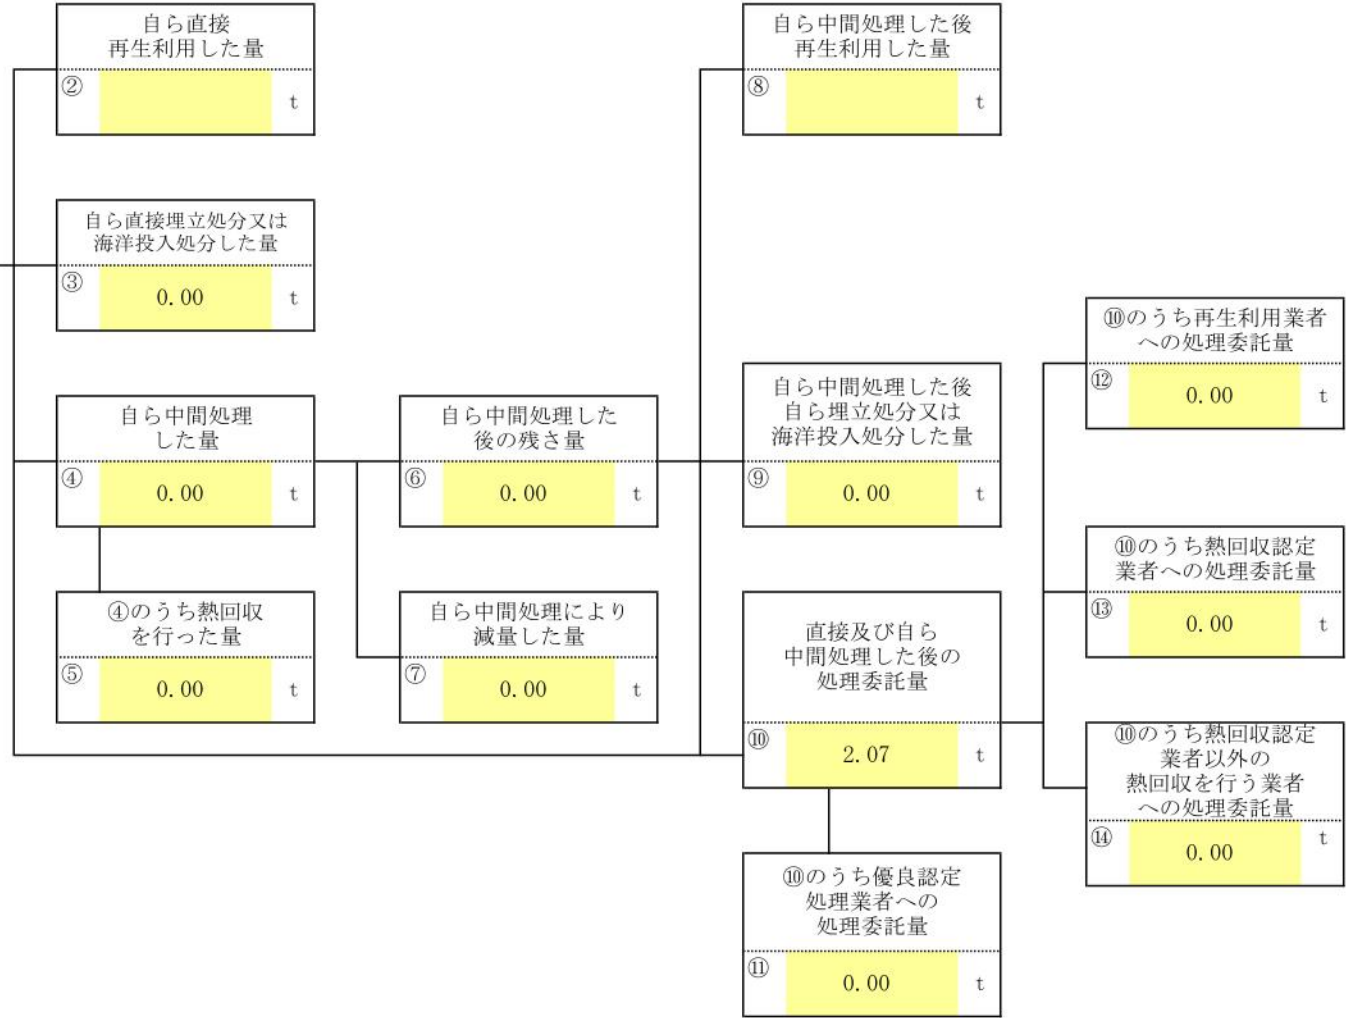 自ら直接
再生利用した量
②
t
自ら中間処理した後
再生利用した量
⑧
t
自ら直接埋立処分又は
海洋投入処分した量
③
0.00 t
自ら中間処理
した量
④
0.00 t
自ら中間処理した
後の残さ量
⑥
0.00 t
自ら中間処理した後
自ら埋立処分又は
海洋投入処分した量
⑨
0.00 t
⑩のうち再生利用業者
への処理委託量
⑫
0.00 t
④のうち熱回収
を行った量
⑤
0.00 t
自ら中間処理により
減量した量
⑦
0.00 t
直接及び自ら
中間処理した後の
処理委託量
⑩
2.07 t
⑩のうち熱回収認定
業者への処理委託量
⑬
0.00 t
⑩のうち熱回収認定
業者以外の
熱回収を行う業者
への処理委託量
⑭
0.00 t
⑩のうち優良認定
処理業者への
処理委託量
⑪
0.00 t